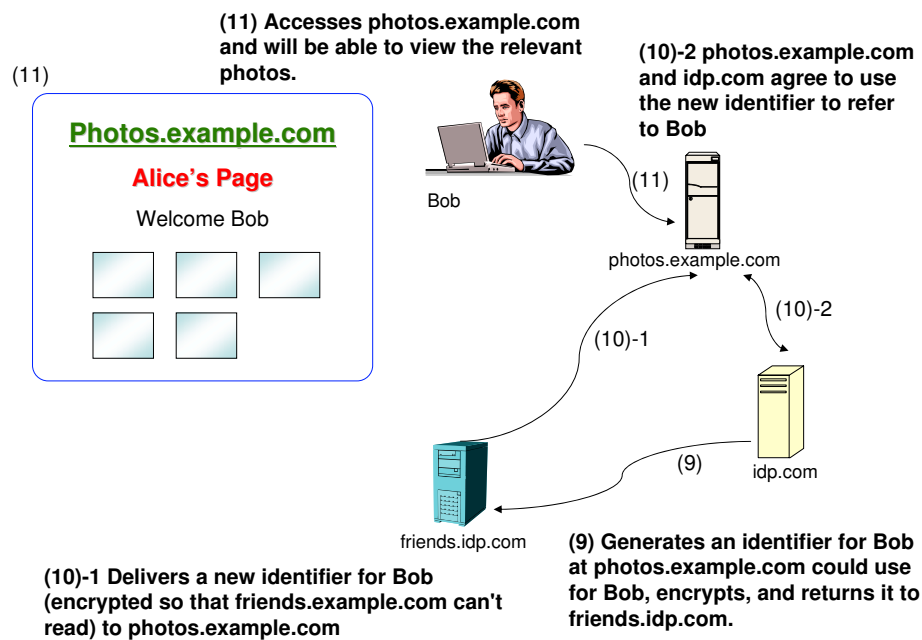 (11) Accesses photos.example.com
and will be able to view the relevant
photos.
(10)-2 photos.example.com
and idp.com agree to use
the new identifier to refer
to Bob
(11)
Photos.example.com
Alice's Page
Welcome Bob
Bob
(11)
photos.example.com
(10)-1
(10)-2
(9)
idp.com
friends.idp.com
(9) Generates an identifier for Bob
at photos.example.com could use
for Bob, encrypts, and returns it to
friends.idp.com.
(10)-1 Delivers a new identifier for Bob
(encrypted so that friends.example.com can't
read) to photos.example.com